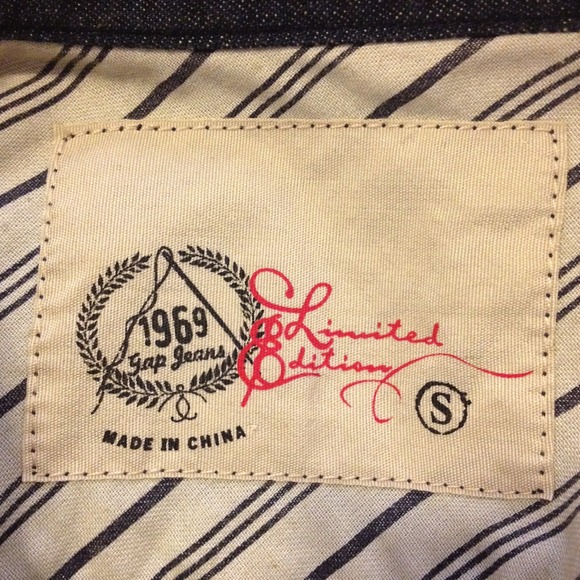 1969
Gap Jeans
MADE IN CHINA
Limited
Edition
S